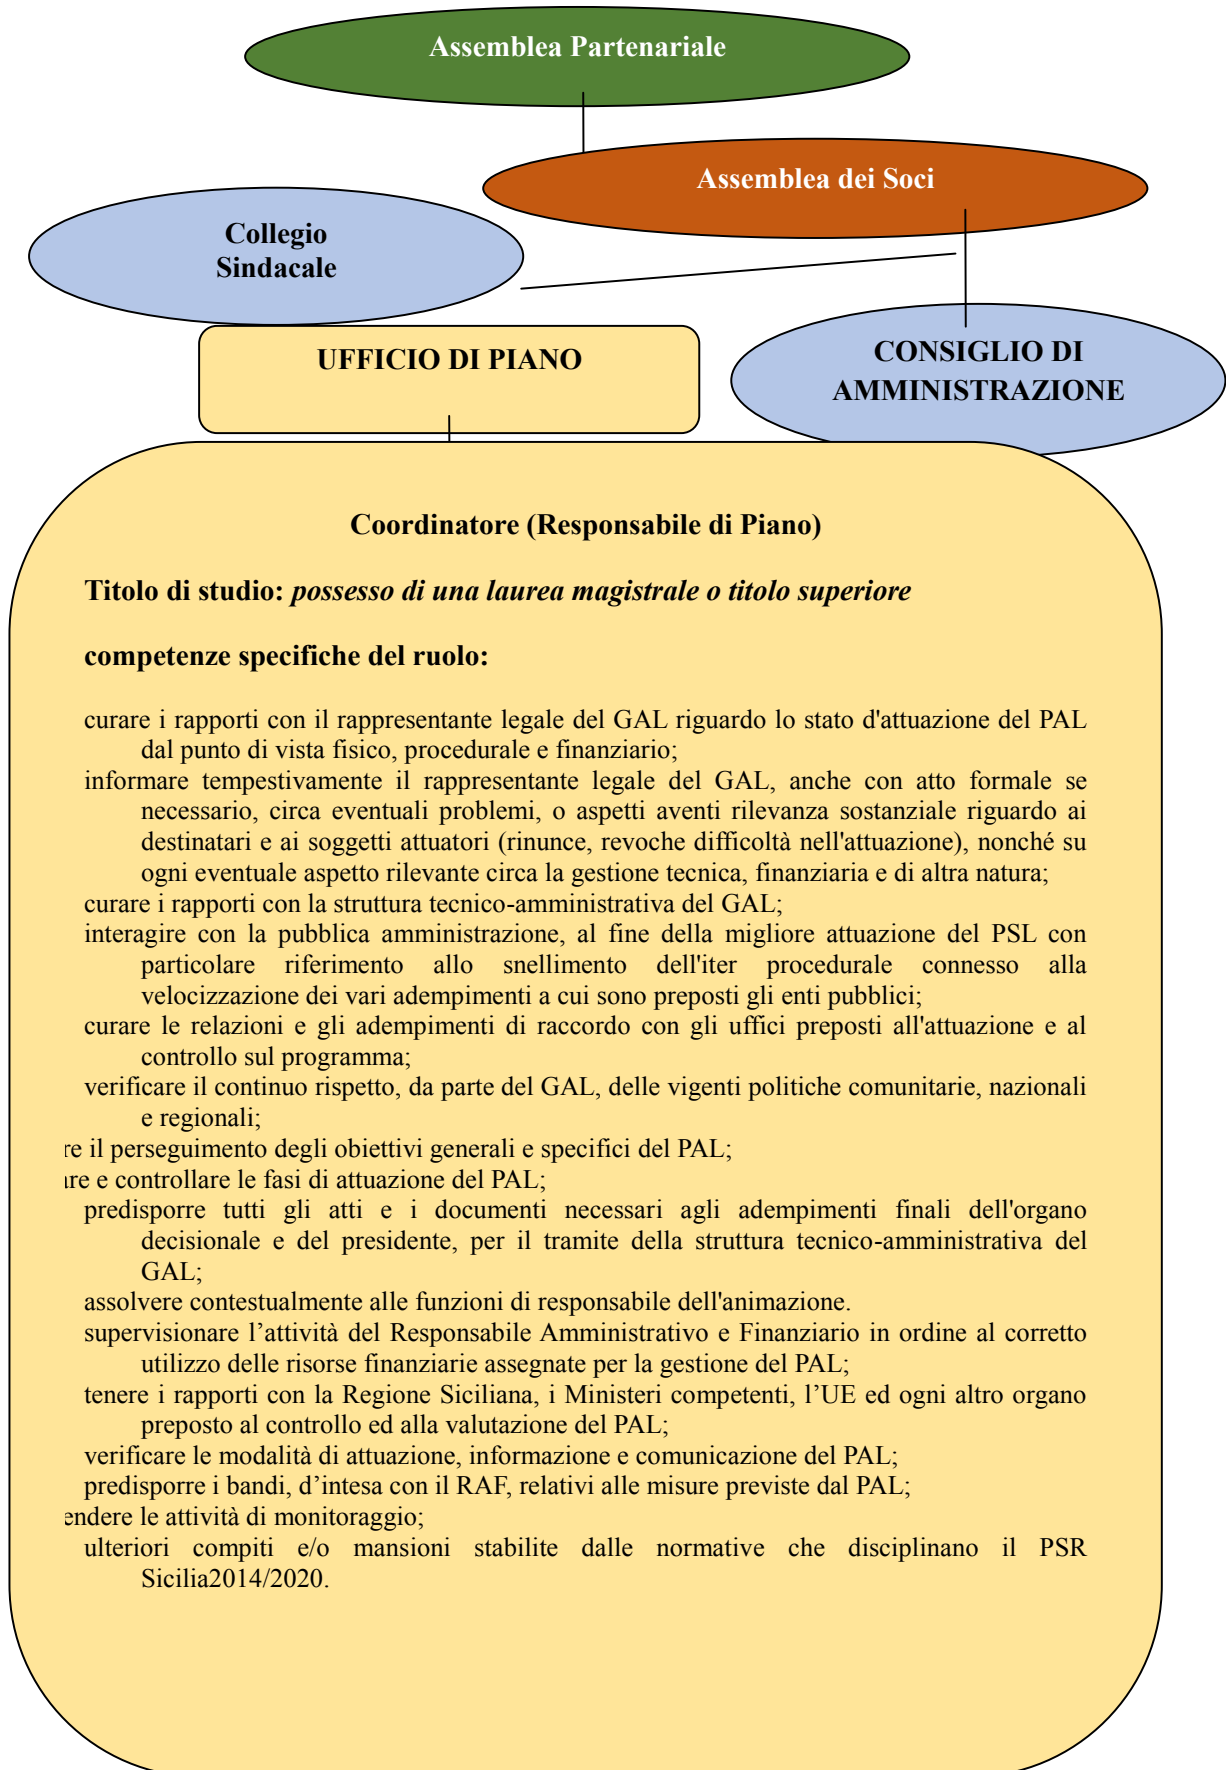 Assemblea Partenariale
Assemblea dei Soci
Collegio
Sindacale
UFFICIO DI PIANO
CONSIGLIO DI
AMMINISTRAZIONE
Coordinatore (Responsabile di Piano)
Titolo di studio: possesso di una laurea magistrale o titolo superiore
competenze specifiche del ruolo:
curare i rapporti con il rappresentante legale del GAL riguardo lo stato d'attuazione del PAL
dal punto di vista fisico, procedurale e finanziario;
informare tempestivamente il rappresentante legale del GAL, anche con atto formale se
necessario, circa eventuali problemi, o aspetti aventi rilevanza sostanziale riguardo ai
destinatari e ai soggetti attuatori (rinunce, revoche difficoltà nell'attuazione), nonché su
ogni eventuale aspetto rilevante circa la gestione tecnica, finanziaria e di altra natura;
curare i rapporti con la struttura tecnico-amministrativa del GAL;
interagire con la pubblica amministrazione, al fine della migliore attuazione del PSL con
particolare riferimento allo snellimento dell'iter procedurale connesso alla
velocizzazione dei vari adempimenti a cui sono preposti gli enti pubblici;
curare le relazioni e gli adempimenti di raccordo con gli uffici preposti all'attuazione e al
controllo sul programma;
verificare il continuo rispetto, da parte del GAL, delle vigenti politiche comunitarie, nazionali
e regionali;
re il perseguimento degli obiettivi generali e specifici del PAL;
are e controllare le fasi di attuazione del PAL;
predisporre tutti gli atti e i documenti necessari agli adempimenti finali dell'organo
decisionale e del presidente, per il tramite della struttura tecnico-amministrativa del
GAL;
assolvere contestualmente alle funzioni di responsabile dell'animazione.
supervisionare l’attività del Responsabile Amministrativo e Finanziario in ordine al corretto
utilizzo delle risorse finanziarie assegnate per la gestione del PAL;
tenere i rapporti con la Regione Siciliana, i Ministeri competenti, l’UE ed ogni altro organo
preposto al controllo ed alla valutazione del PAL;
verificare le modalità di attuazione, informazione e comunicazione del PAL;
predisporre i bandi, d’intesa con il RAF, relativi alle misure previste dal PAL;
endere le attività di monitoraggio;
ulteriori compiti e/o mansioni stabilite dalle normative che disciplinano il PSR
Sicilia2014/2020.